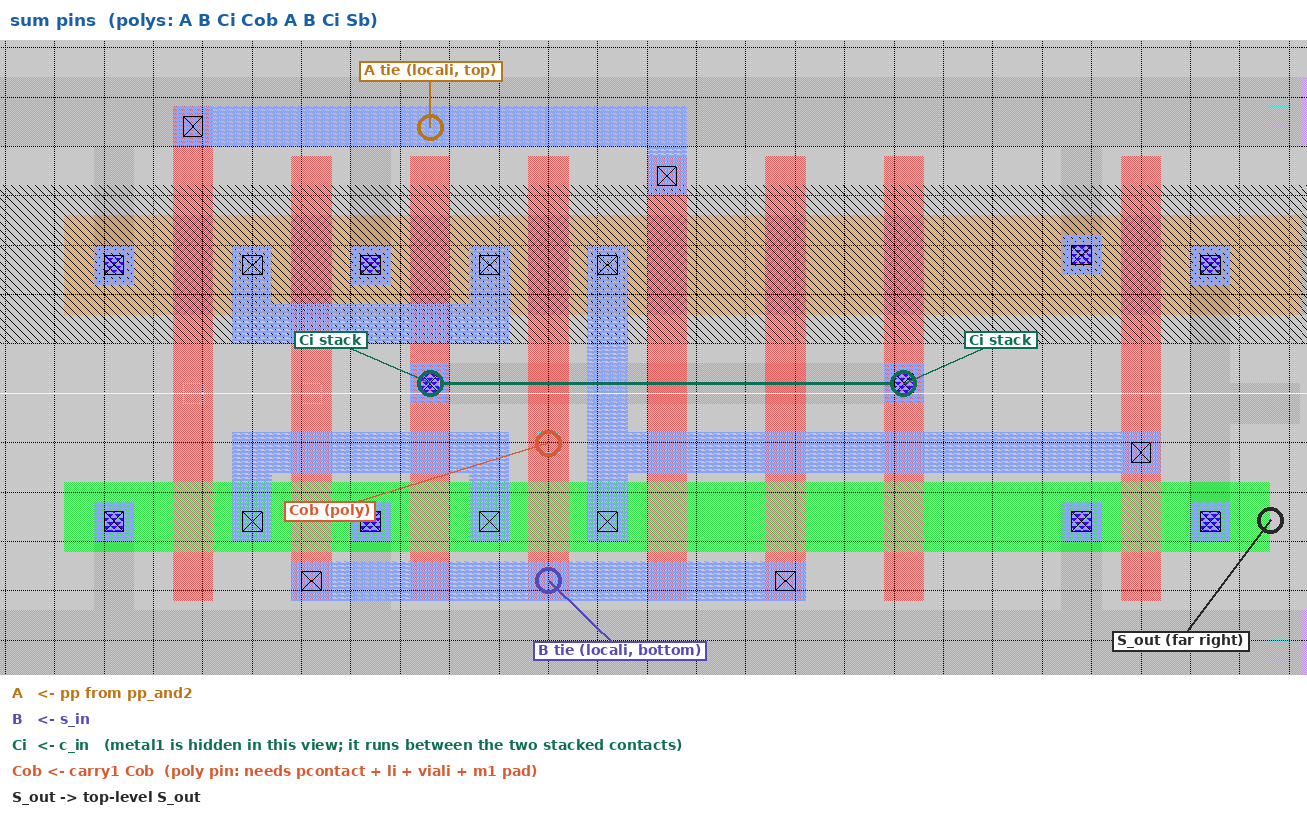 sum pins  (polys: A B Ci Cob A B Ci Sb)
A tie (locali, top)
Ci stack
Ci stack
Cob (poly)
S_out (far right)
B tie (locali, bottom)
A   <- pp from pp_and2
B   <- s_in
Ci  <- c_in   (metal1 is hidden in this view; it runs between the two stacked contacts)
Cob <- carry1 Cob  (poly pin: needs pcontact + li + viali + m1 pad)
S_out -> top-level S_out